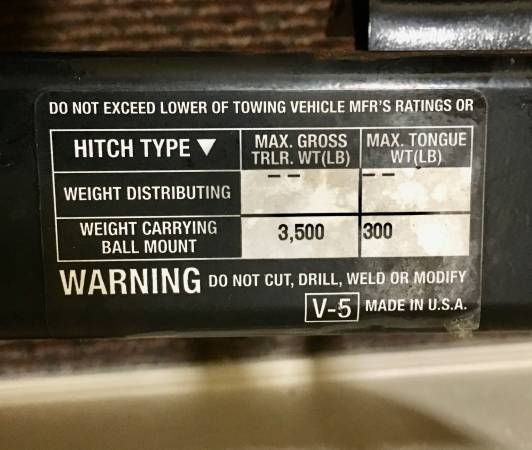 DO NOT EXCEED LOWER OF TOWING VEHICLE MFR'S RATINGS OR
HITCH TYPE ▼ MAX. GROSS TRLR. WT(LB) MAX. TONGUE WT(LB)
WEIGHT DISTRIBUTING -- --
WEIGHT CARRYING BALL MOUNT 3,500 300
WARNING DO NOT CUT, DRILL, WELD OR MODIFY
V-5 MADE IN U.S.A.